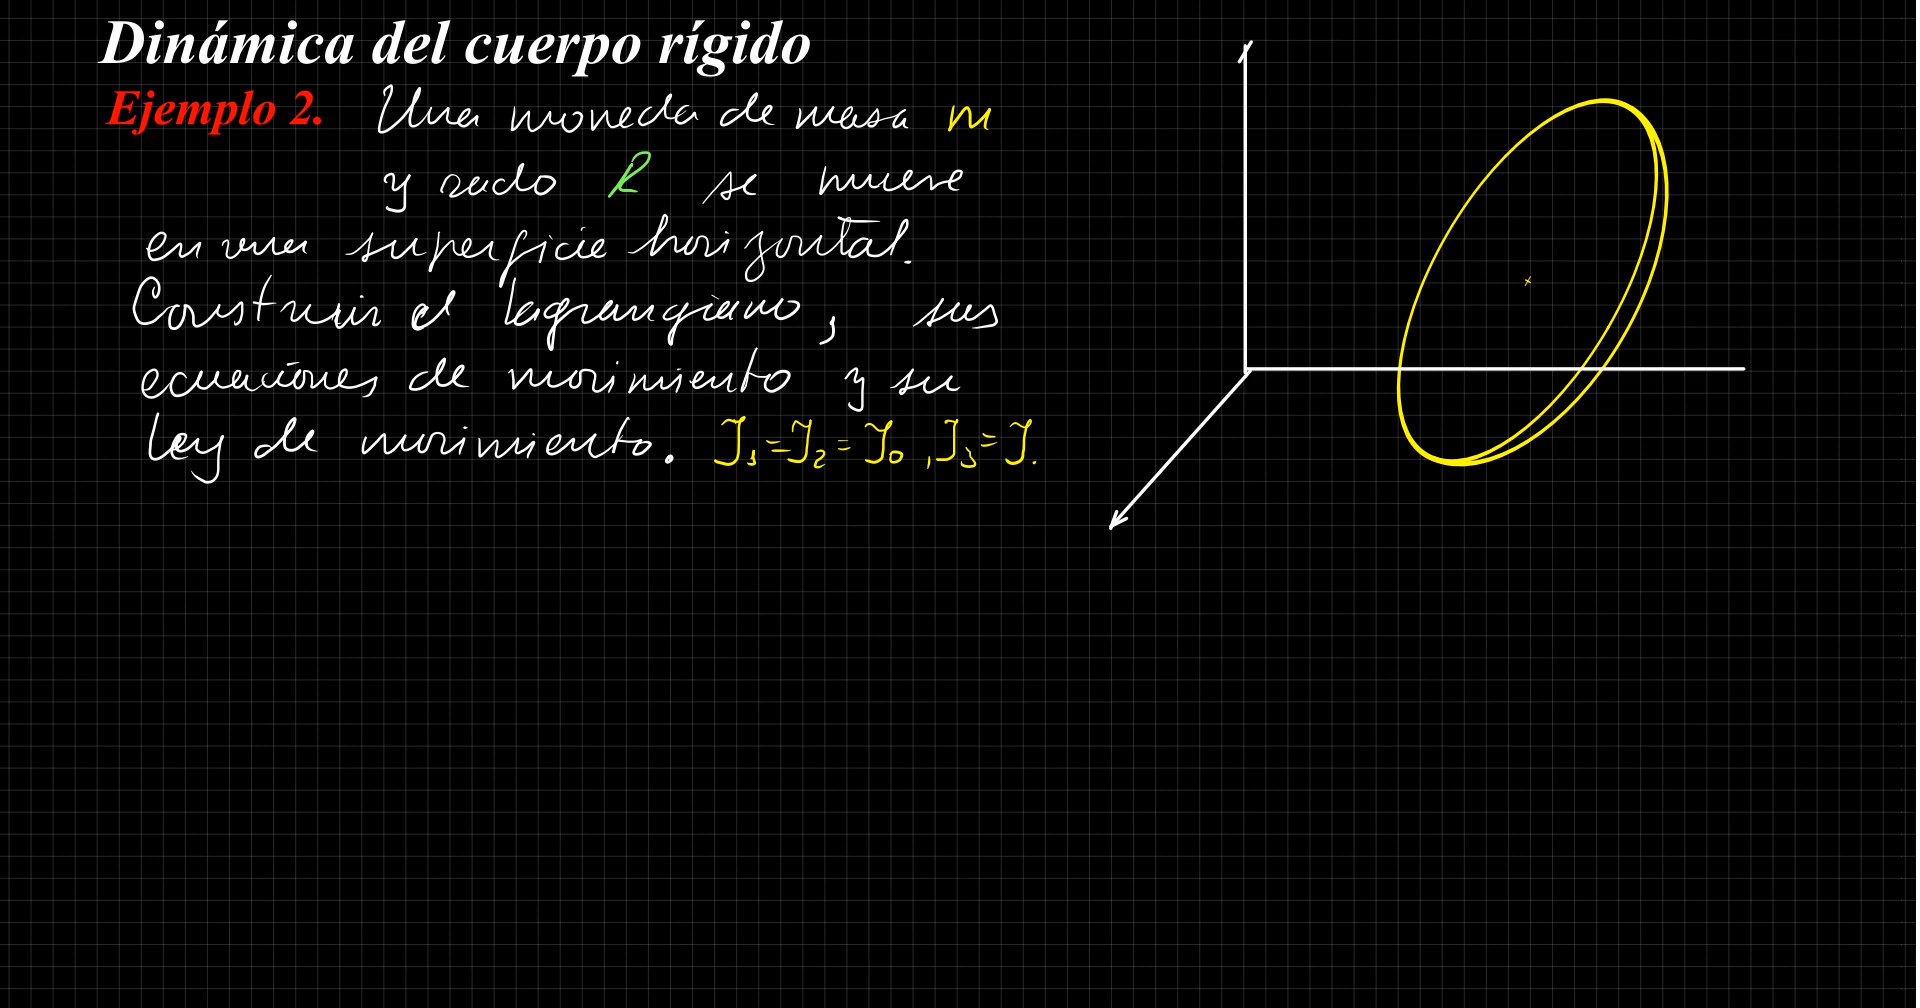 Dinámica del cuerpo rígido
Ejemplo 2. Una moneda de masa m
y radio R se mueve
en una superficie horizontal.
Construir el lagrangiano, sus
ecuaciones de movimiento y su
ley de movimiento. J₁=J₂=J₀, J₃=J.